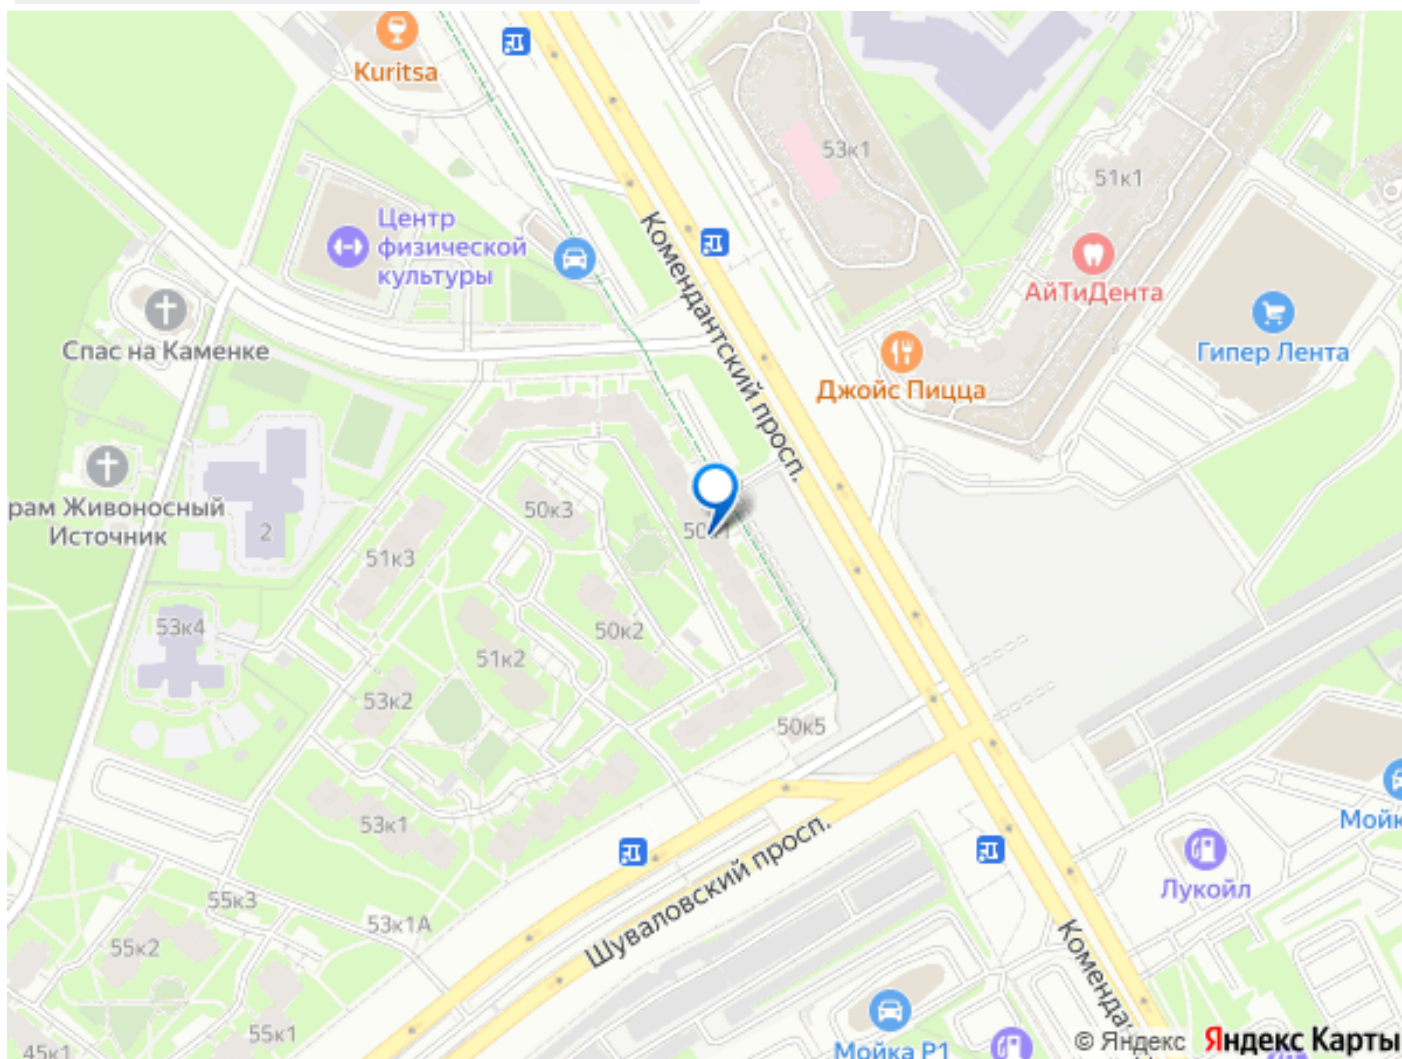 Kuritsa
53к1
51к1
Центр
физической
культуры
Комендантский просп.
АйТиДента
Спас на Каменке
Гипер Лента
Джойс Пицца
рам Живоносный
Источник
2
50к3
51к3
53к4
50к2
51к2
53к2
50к5
53к1
Шуваловский просп.
Мойк
Лукойл
55к3
53к1А
55к2
55к1
45к1
Коменда
Мойка Р1
© Яндекс Яндекс Карты